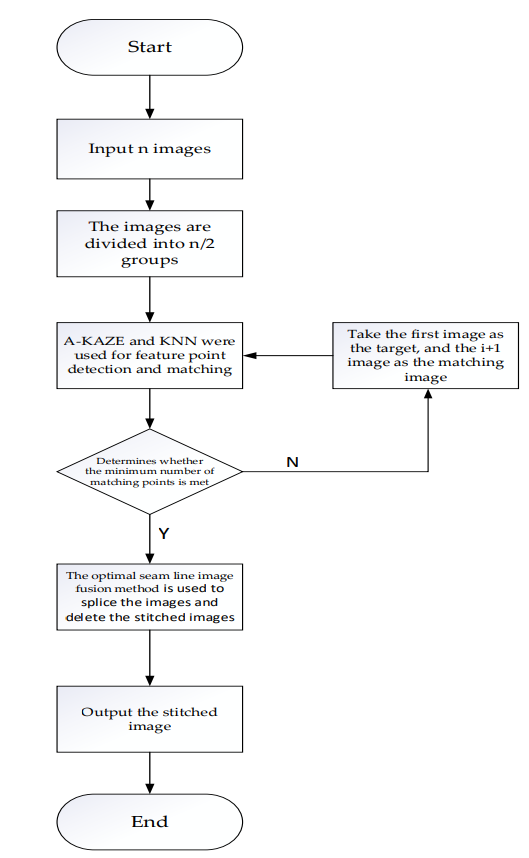 Start
Input n images
The images are
divided into n/2
groups
A-KAZE and KNN were
used for feature point
detection and matching
Take the first image as
the target, and the i+1
image as the matching
image
Determines whether
the minimum number of
matching points is met
N
Y
The optimal seam line image
fusion method is used to
splice the images and
delete the stitched images
Output the stitched
image
End